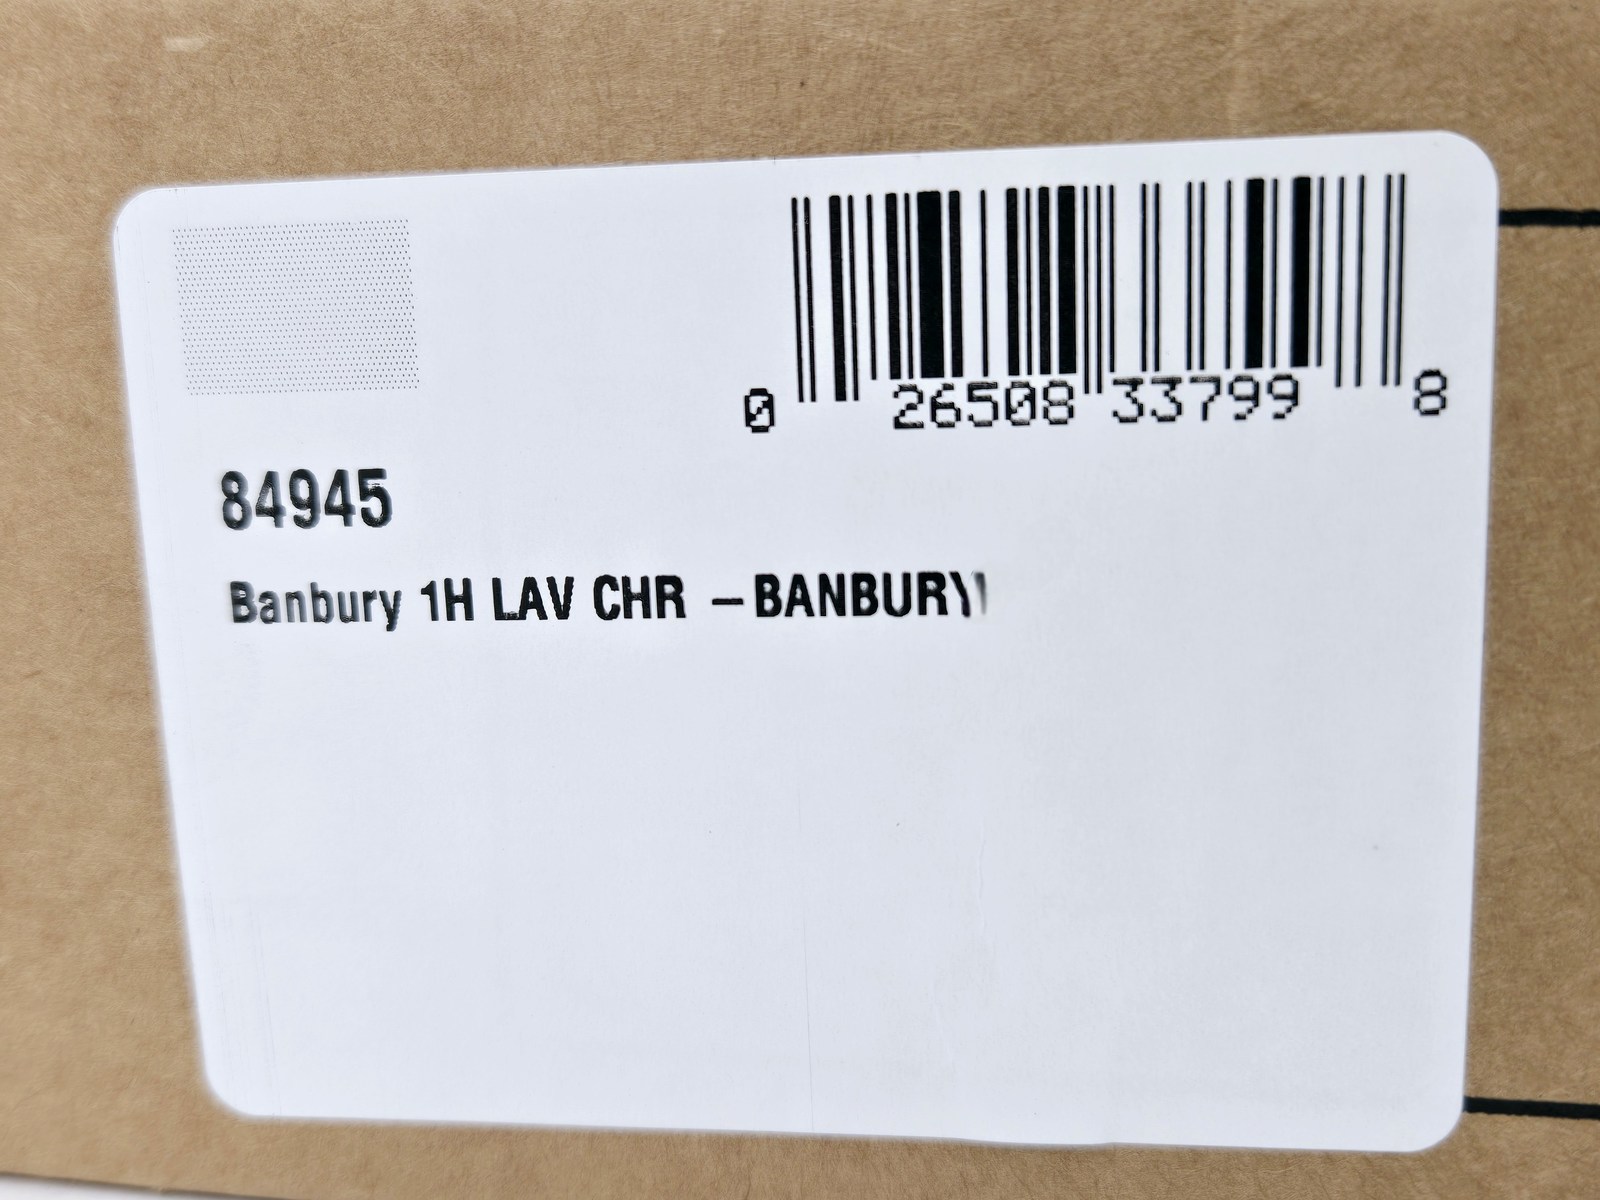 0 26508 33799 8
84945
Banbury 1H LAV CHR – BANBURY